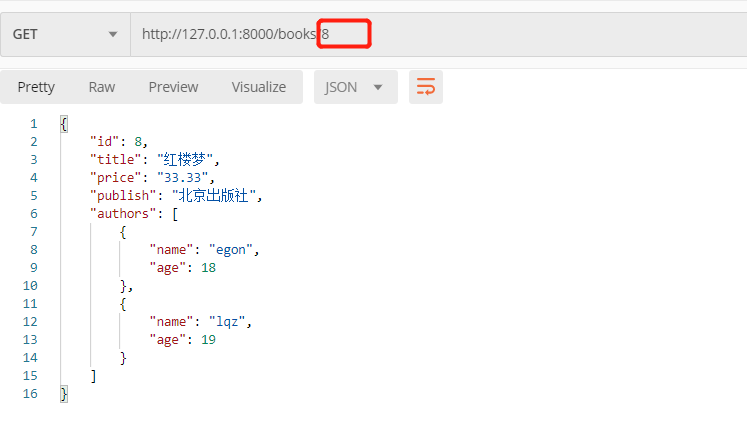 GET http://127.0.0.1:8000/books/8
Pretty Raw Preview Visualize JSON
1 {
2 "id": 8,
3 "title": "红楼梦",
4 "price": "33.33",
5 "publish": "北京出版社",
6 "authors": [
7 {
8 "name": "egon",
9 "age": 18
10 },
11 {
12 "name": "lqz",
13 "age": 19
14 }
15 ]
16 }